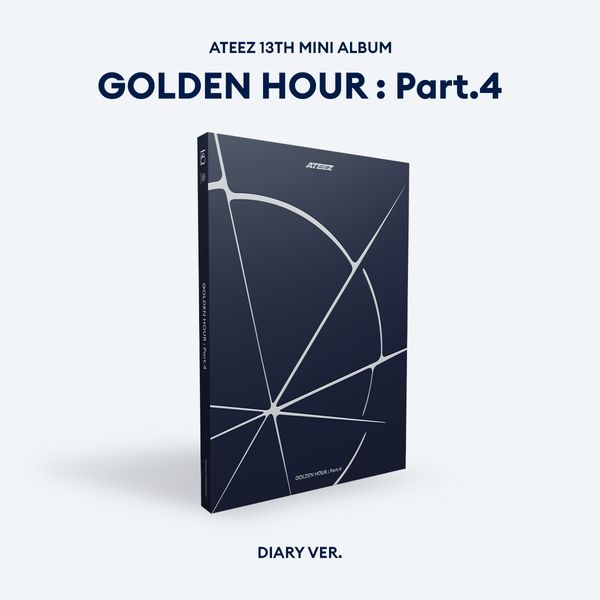 ATEEZ 13TH MINI ALBUM
GOLDEN HOUR : Part.4
ATEEZ
KQ
GOLDEN HOUR : Part.4
GOLDEN HOUR : Part.4
DIARY VER.